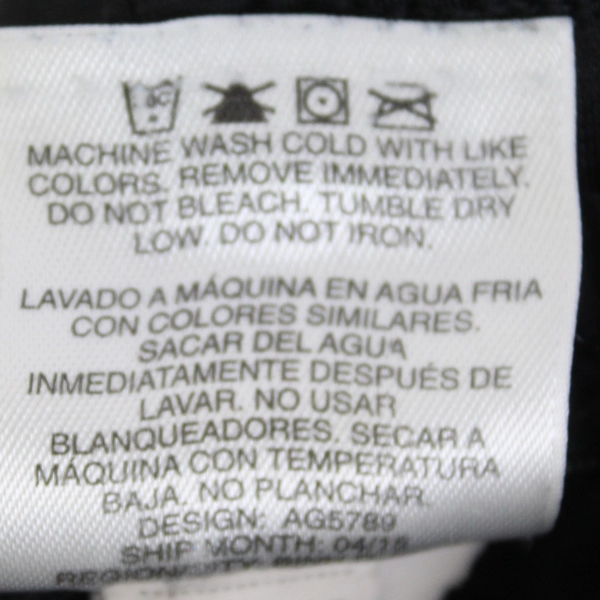 MACHINE WASH COLD WITH LIKE
COLORS. REMOVE IMMEDIATELY.
DO NOT BLEACH. TUMBLE DRY
LOW. DO NOT IRON.
LAVADO A MÁQUINA EN AGUA FRIA
CON COLORES SIMILARES.
SACAR DEL AGUA
INMEDIATAMENTE DESPUÉS DE
LAVAR. NO USAR
BLANQUEADORES. SECAR A
MÁQUINA CON TEMPERATURA
BAJA. NO PLANCHAR.
DESIGN: AG5789
SHIP MONTH: